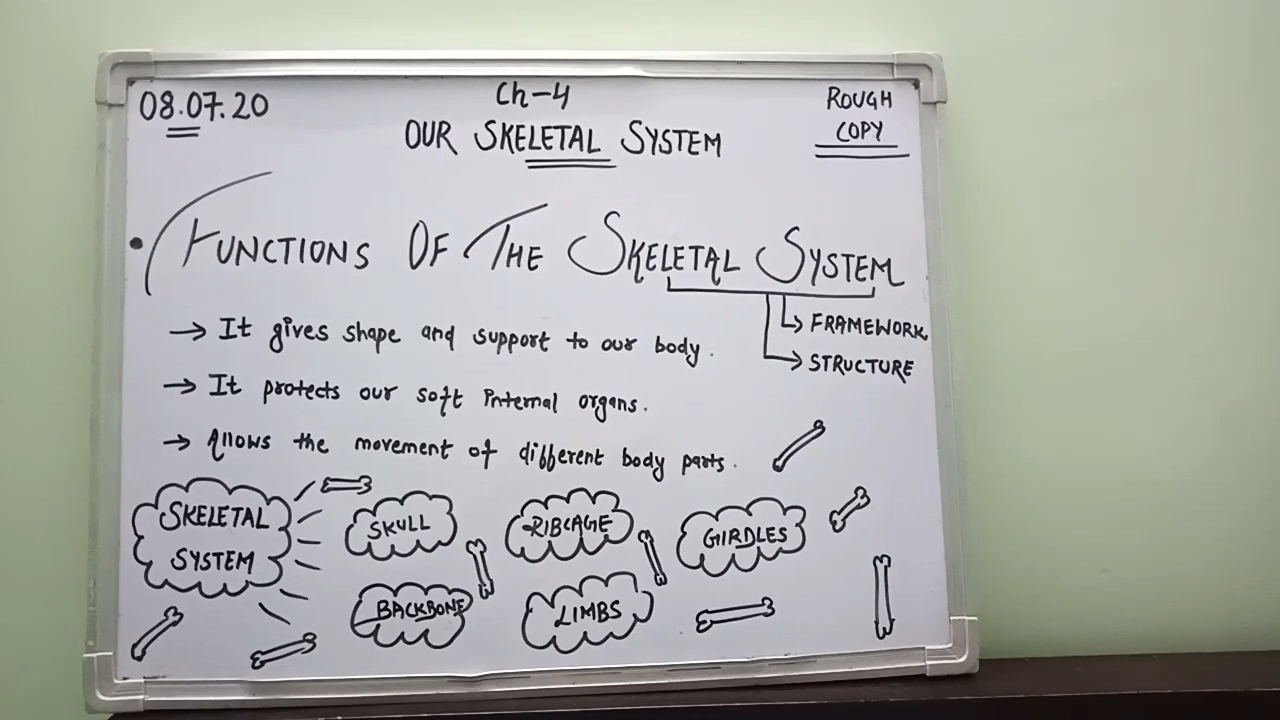 08.07.20
Ch-4
OUR SKELETAL SYSTEM
ROUGH
COPY
• FUNCTIONS OF THE SKELETAL SYSTEM
→ FRAMEWORK
→ STRUCTURE
→ It gives shape and support to our body.
→ It protects our soft internal organs.
→ Allows the movement of different body parts.
SKELETAL
SYSTEM
SKULL
RIBCAGE
GIRDLES
BACKBONE
LIMBS